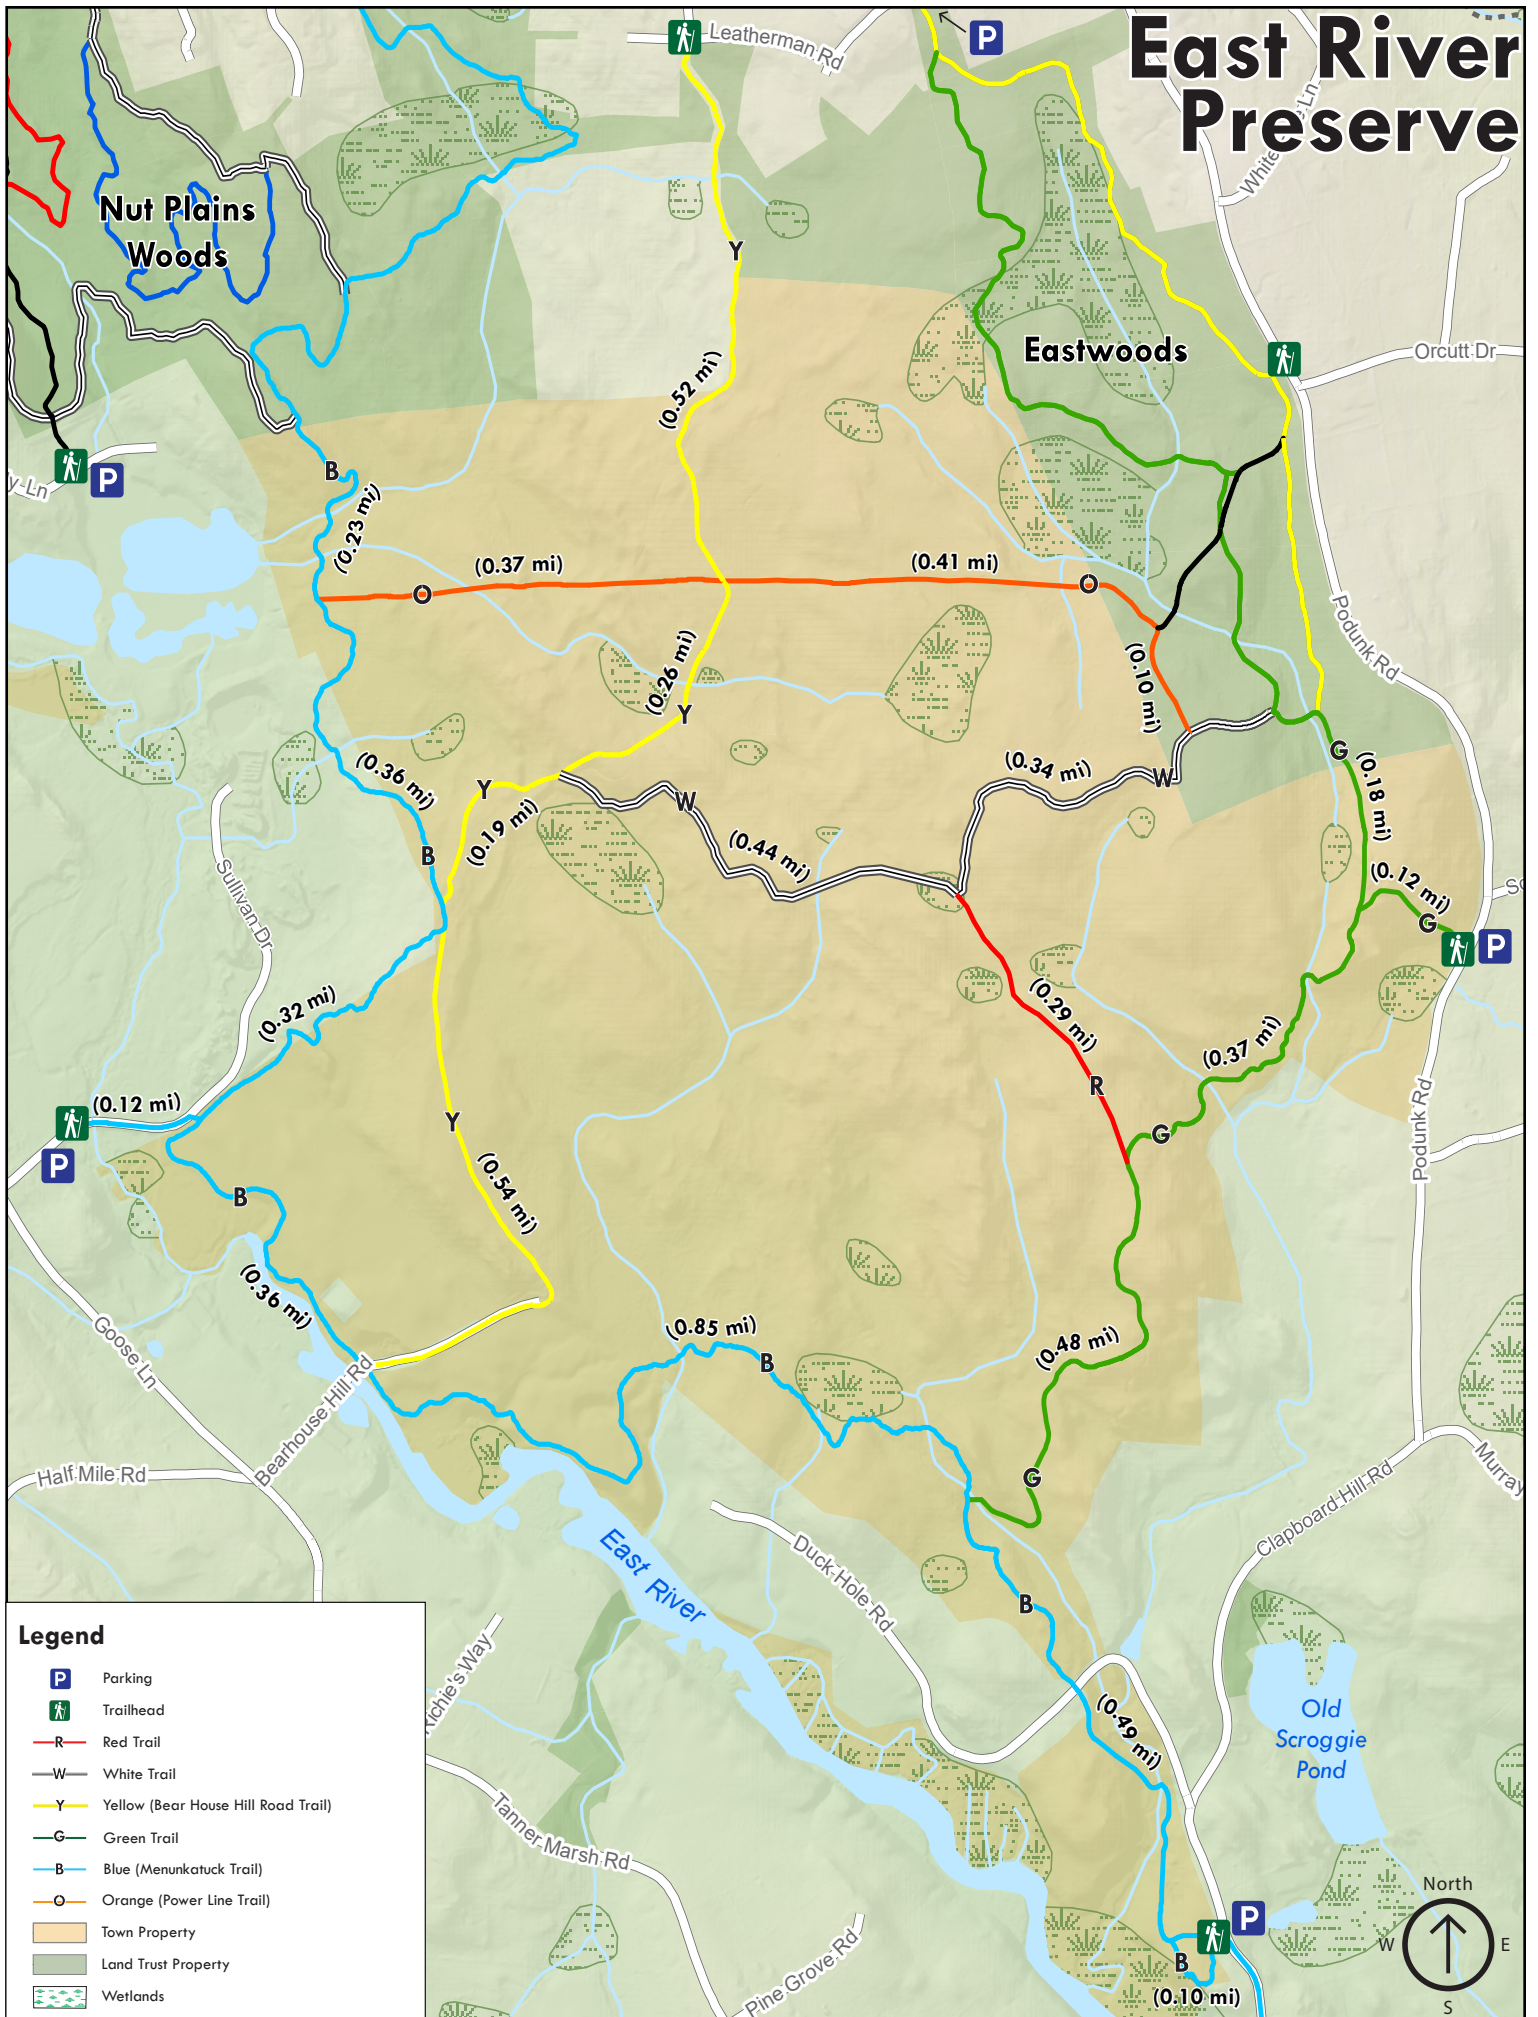 East River
Preserve
P
Leatherman Rd
Nut Plains
Woods
Y
Eastwoods
Orcutt Dr
(0.52 mi)
B
P
y Ln
(0.23 mi)
(0.37 mi)
(0.41 mi)
O
O
Podunk Rd
(0.26 mi)
(0.10 mi)
Y
G
(0.36 mi)
Y
W
(0.34 mi)
W
(0.18 mi)
(0.19 mi)
B
(0.44 mi)
(0.12 mi)
Sullivan Dr
G
P
(0.32 mi)
(0.29 mi)
(0.37 mi)
R
(0.12 mi)
Y
G
Podunk Rd
P
B
(0.54 mi)
(0.36 mi)
(0.85 mi)
B
(0.48 mi)
Goose Ln
Bearhouse Hill Rd
Half Mile Rd
G
Murray
Clapboard Hill Rd
East River
Duck Hole Rd
B
Richie's Way
(0.49 mi)
Old
Scroggie
Pond
Tanner Marsh Rd
Pine Grove Rd
P
B
(0.10 mi)
North
W
E
S
Legend
P Parking
Trailhead
R Red Trail
W White Trail
Y Yellow (Bear House Hill Road Trail)
G Green Trail
B Blue (Menunkatuck Trail)
O Orange (Power Line Trail)
Town Property
Land Trust Property
Wetlands